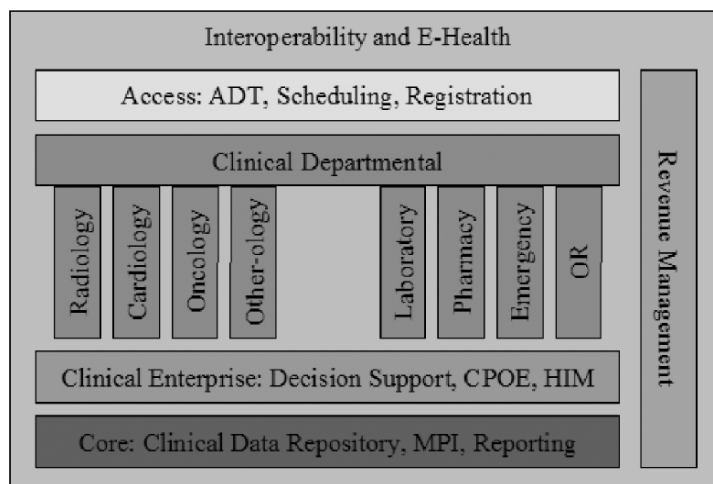 Interoperability and E-Health
Access: ADT, Scheduling, Registration
Clinical Departmental
Radiology
Cardiology
Oncology
Other-ology
Laboratory
Pharmacy
Emergency
OR
Clinical Enterprise: Decision Support, CPOE, HIM
Core: Clinical Data Repository, MPI, Reporting
Revenue Management